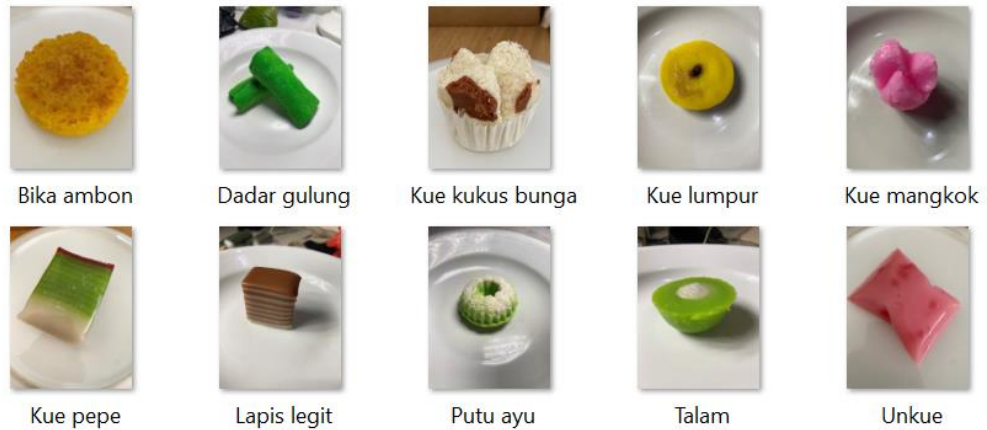 Bika ambon
Dadar gulung
Kue kukus bunga
Kue lumpur
Kue mangkok
Kue pepe
Lapis legit
Putu ayu
Talam
Unkue